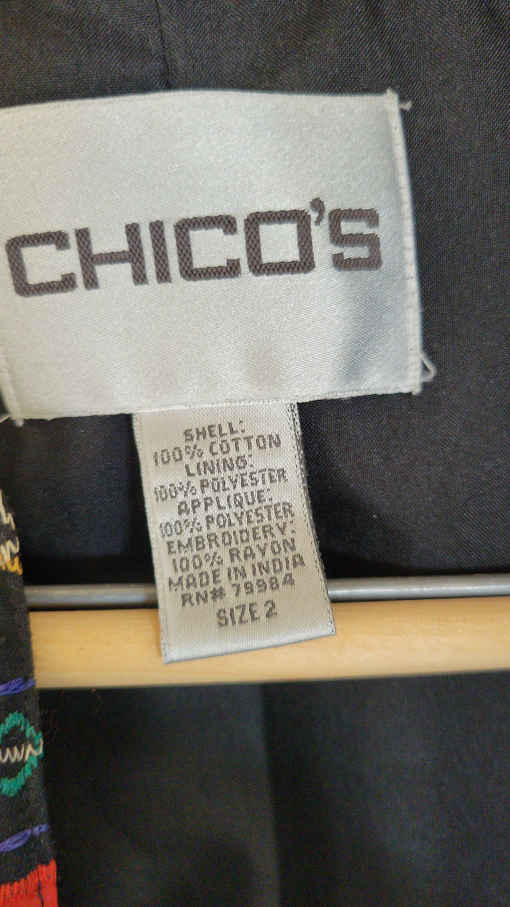 CHICO'S
SHELL:
100% COTTON
LINING:
100% POLYESTER
APPLIQUE:
100% POLYESTER
EMBROIDERY:
100% RAYON
MADE IN INDIA
RN# 79984
SIZE 2